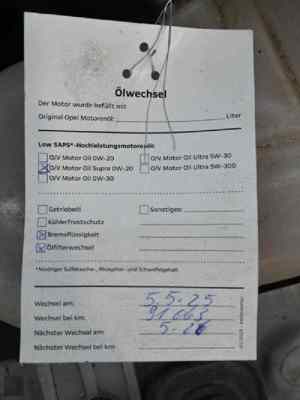 Ölwechsel
Der Motor wurde befüllt mit
Original Opel Motorenöl: Liter
Low SAPS*-Hochleistungsmotorenöl:
O/V Motor Oil 0W-20
O/V Motor Oil Ultra 5W-30
O/V Motor Oil Supra 0W-20
O/V Motor Oil Ultra 5W-30D
O/V Motor Oil 0W-30
Getriebeöl
Sonstiges:
Kühlerfrostschutz
Bremsflüssigkeit
Ölfilterwechsel
*Niedriger Sulfatasche-, Phosphor- und Schwefelgehalt
Wechsel am: 5.5.25
Wechsel bei km: 91663
Nächster Wechsel am: 5-26
Nächster Wechsel bei km: